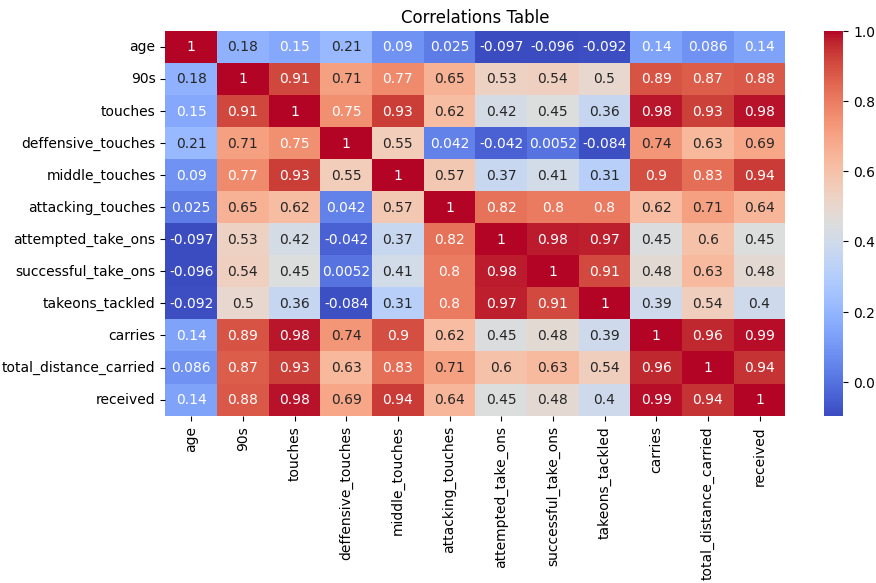 Correlations Table
age 1 0.18 0.15 0.21 0.09 0.025 -0.097 -0.096 -0.092 0.14 0.086 0.14
90s 0.18 1 0.91 0.71 0.77 0.65 0.53 0.54 0.5 0.89 0.87 0.88
touches 0.15 0.91 1 0.75 0.93 0.62 0.42 0.45 0.36 0.98 0.93 0.98
deffensive_touches 0.21 0.71 0.75 1 0.55 0.042 -0.042 0.0052 -0.084 0.74 0.63 0.69
middle_touches 0.09 0.77 0.93 0.55 1 0.57 0.37 0.41 0.31 0.9 0.83 0.94
attacking_touches 0.025 0.65 0.62 0.042 0.57 1 0.82 0.8 0.8 0.62 0.71 0.64
attempted_take_ons -0.097 0.53 0.42 -0.042 0.37 0.82 1 0.98 0.97 0.45 0.6 0.45
successful_take_ons -0.096 0.54 0.45 0.0052 0.41 0.8 0.98 1 0.91 0.48 0.63 0.48
takeons_tackled -0.092 0.5 0.36 -0.084 0.31 0.8 0.97 0.91 1 0.39 0.54 0.4
carries 0.14 0.89 0.98 0.74 0.9 0.62 0.45 0.48 0.39 1 0.96 0.99
total_distance_carried 0.086 0.87 0.93 0.63 0.83 0.71 0.6 0.63 0.54 0.96 1 0.94
received 0.14 0.88 0.98 0.69 0.94 0.64 0.45 0.48 0.4 0.99 0.94 1
age
90s
touches
deffensive_touches
middle_touches
attacking_touches
attempted_take_ons
successful_take_ons
takeons_tackled
carries
total_distance_carried
received
1.0
0.8
0.6
0.4
0.2
0.0